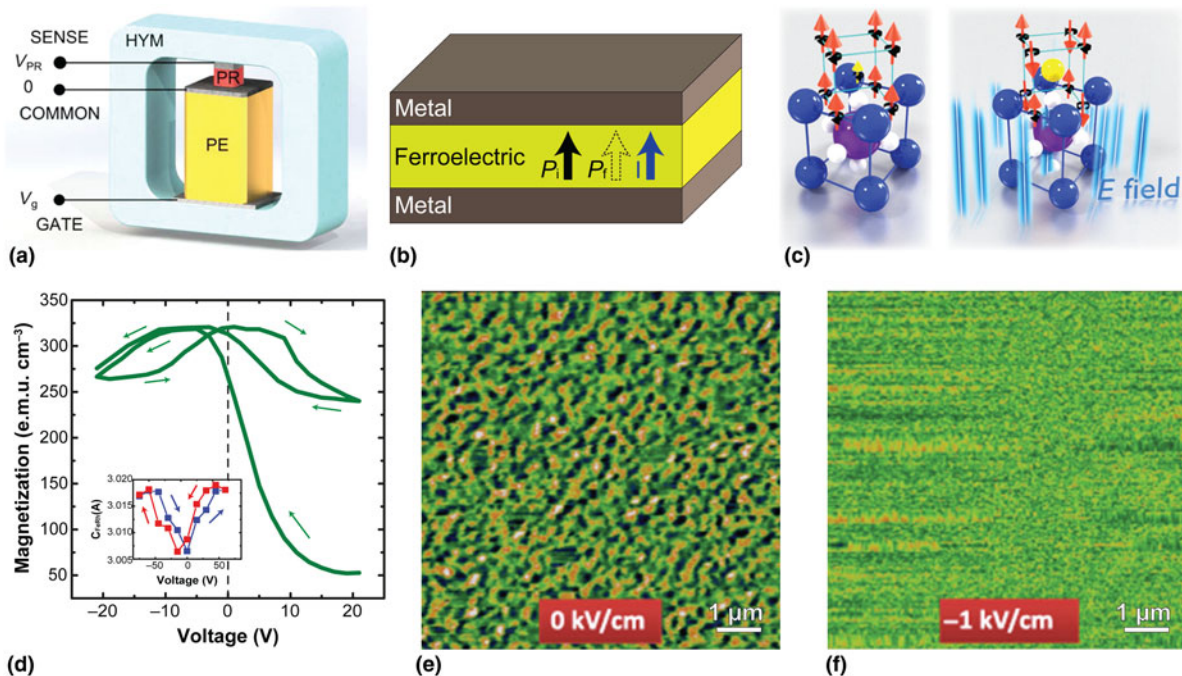 SENSE
HYM
V_PR
PR
0
COMMON
PE
V_g
GATE
(a)
Metal
Ferroelectric
P_i
P_f
I
Metal
(b)
E field
(c)
Magnetization (e.m.u. cm⁻³)
350
300
250
200
150
100
50
3.020
3.015
3.010
3.005
C_FeRh(A)
−50
0
50
Voltage (V)
−20
−10
0
10
20
Voltage (V)
(d)
0 kV/cm
1 µm
(e)
−1 kV/cm
1 µm
(f)